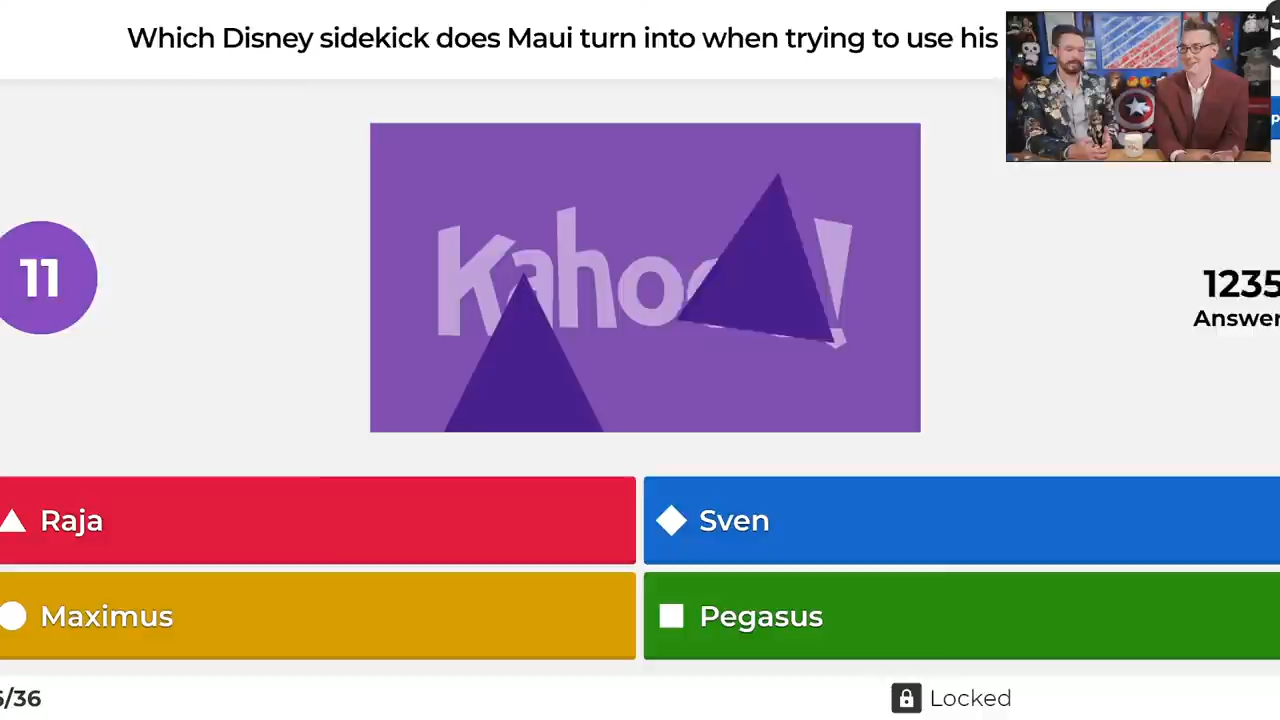 Which Disney sidekick does Maui turn into when trying to use his
11
Kahoo!
1235
Answer
Raja
Sven
Maximus
Pegasus
/36
Locked